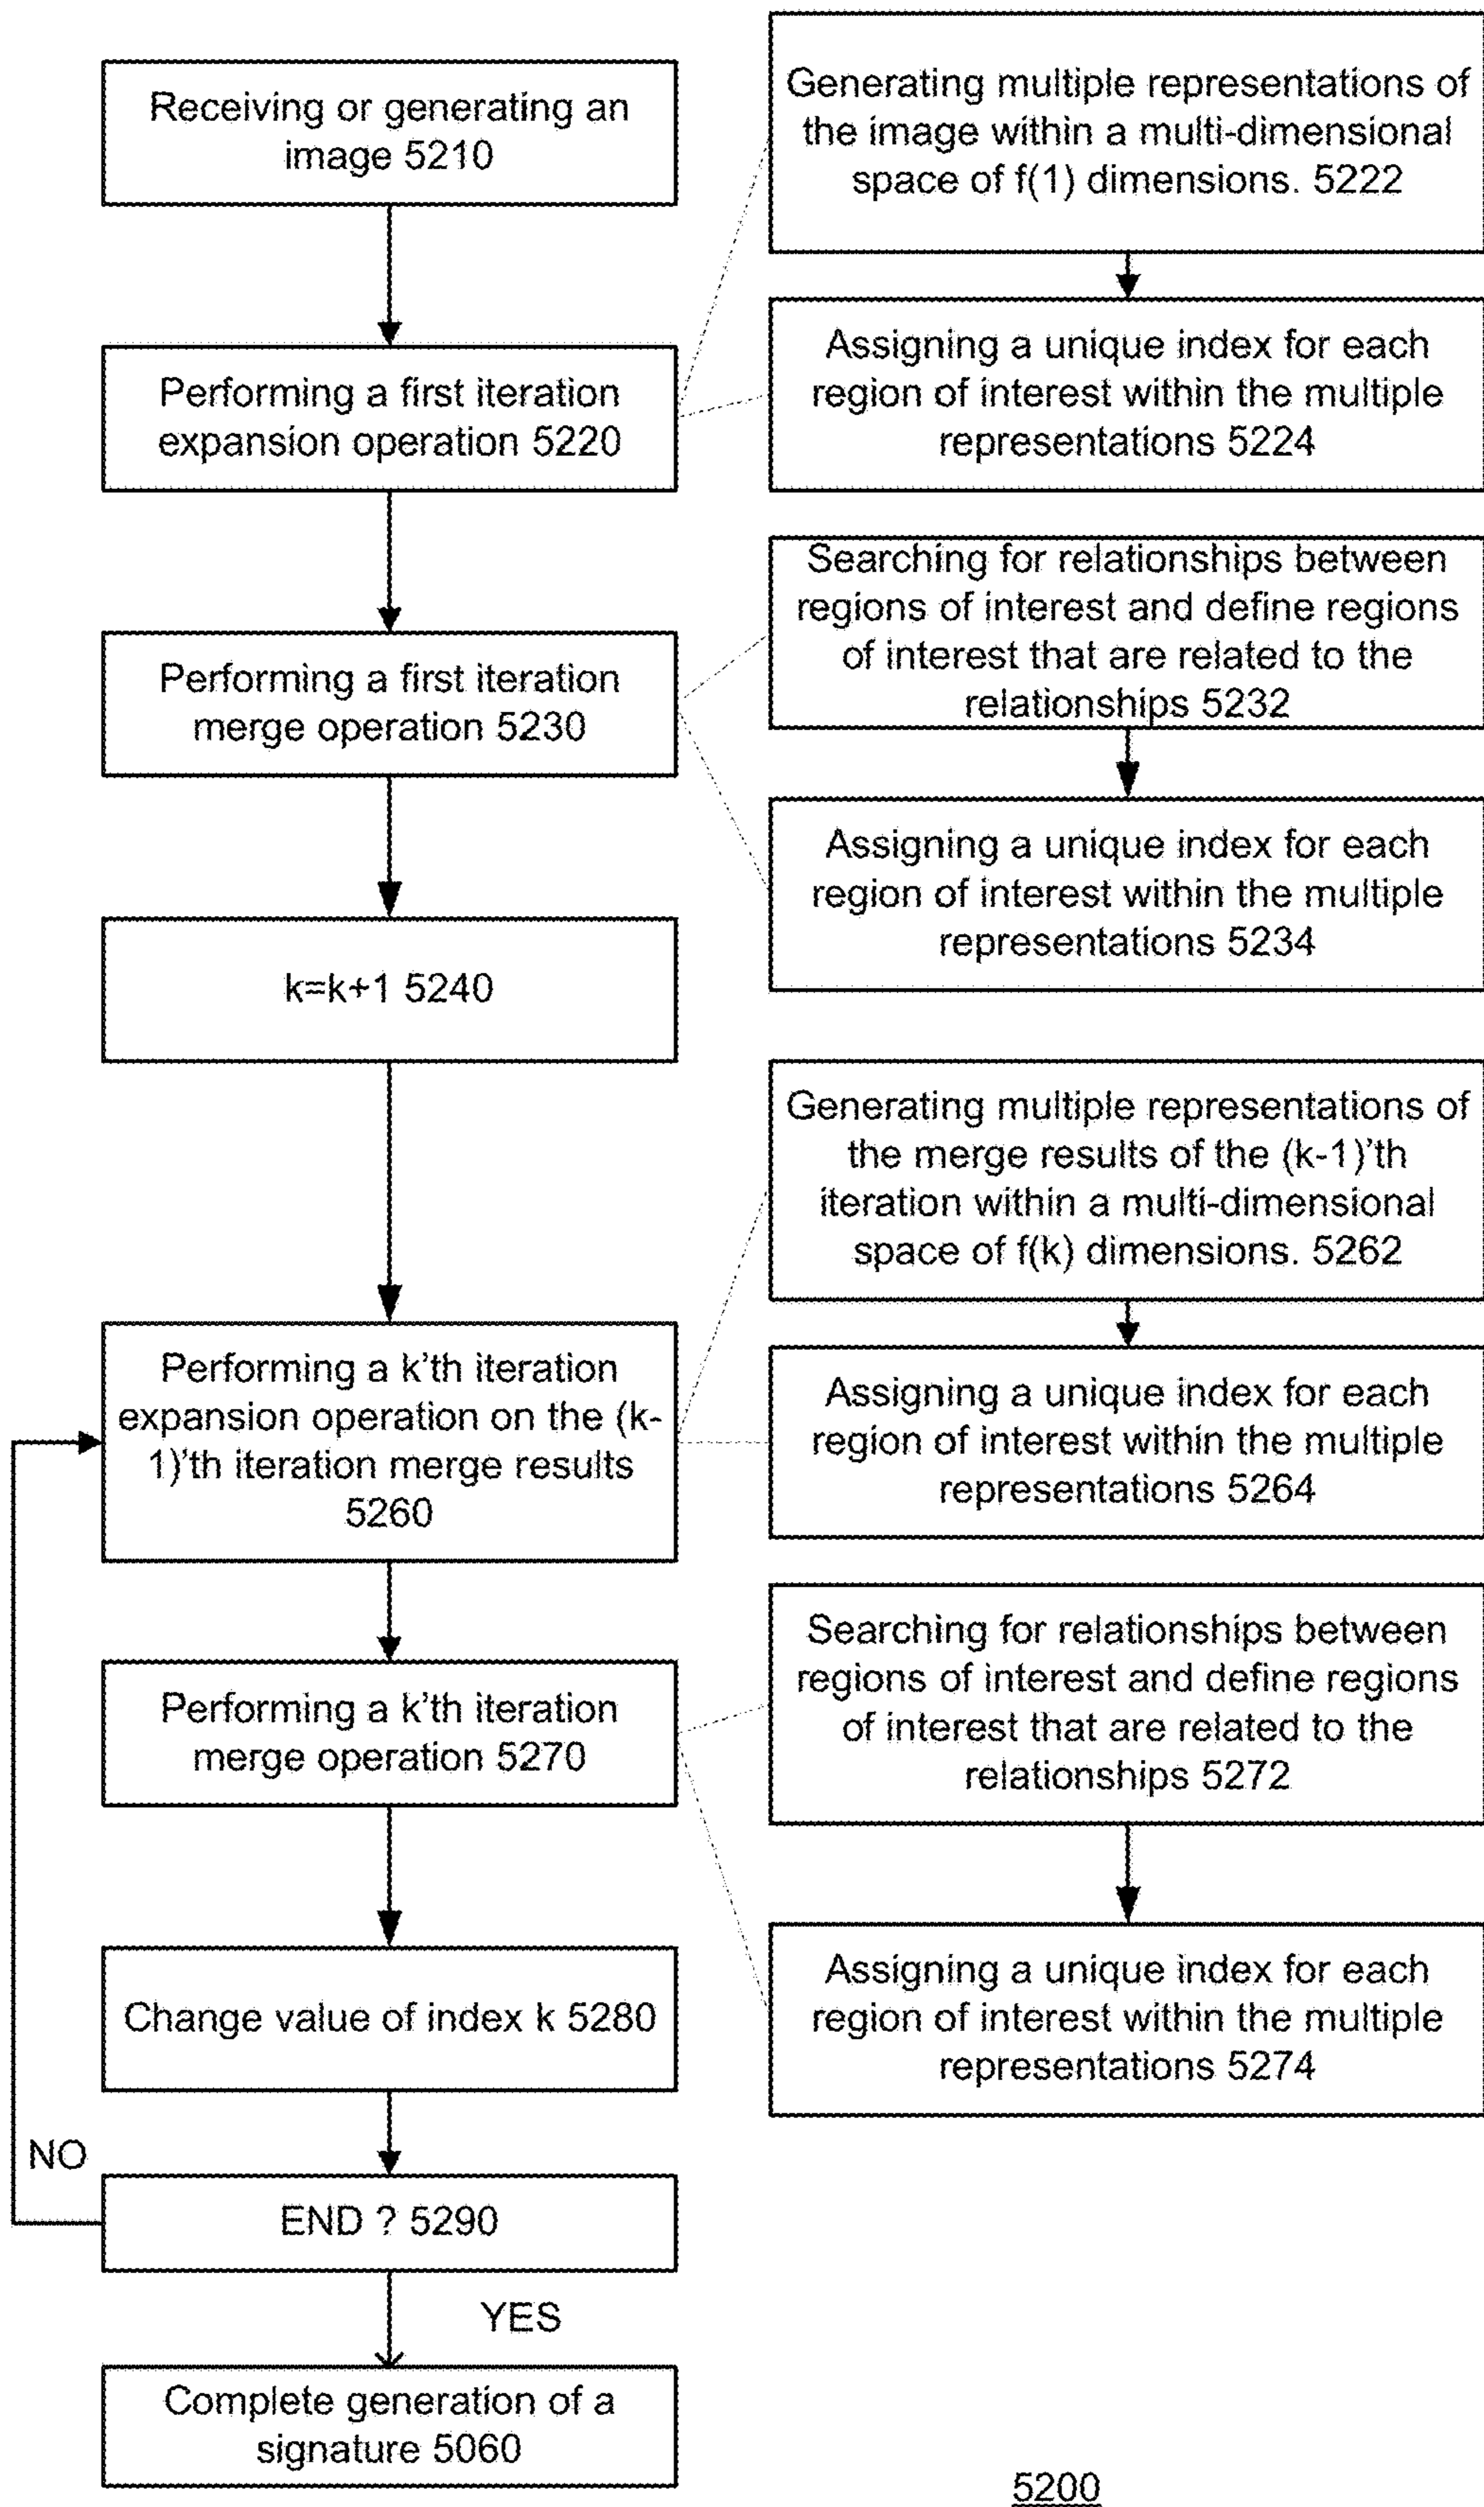 Receiving or generating an
image 5210
Generating multiple representations of
the image within a multi-dimensional
space of f(1) dimensions. 5222
Performing a first iteration
expansion operation 5220
Assigning a unique index for each
region of interest within the multiple
representations 5224
Searching for relationships between
regions of interest and define regions
of interest that are related to the
relationships 5232
Performing a first iteration
merge operation 5230
Assigning a unique index for each
region of interest within the multiple
representations 5234
k=k+1 5240
Generating multiple representations of
the merge results of the (k-1)'th
iteration within a multi-dimensional
space of f(k) dimensions. 5262
Performing a k'th iteration
expansion operation on the (k-
1)'th iteration merge results
5260
Assigning a unique index for each
region of interest within the multiple
representations 5264
Searching for relationships between
regions of interest and define regions
of interest that are related to the
relationships 5272
Performing a k'th iteration
merge operation 5270
Assigning a unique index for each
region of interest within the multiple
representations 5274
Change value of index k 5280
NO
END ? 5290
YES
Complete generation of a
signature 5060
5200